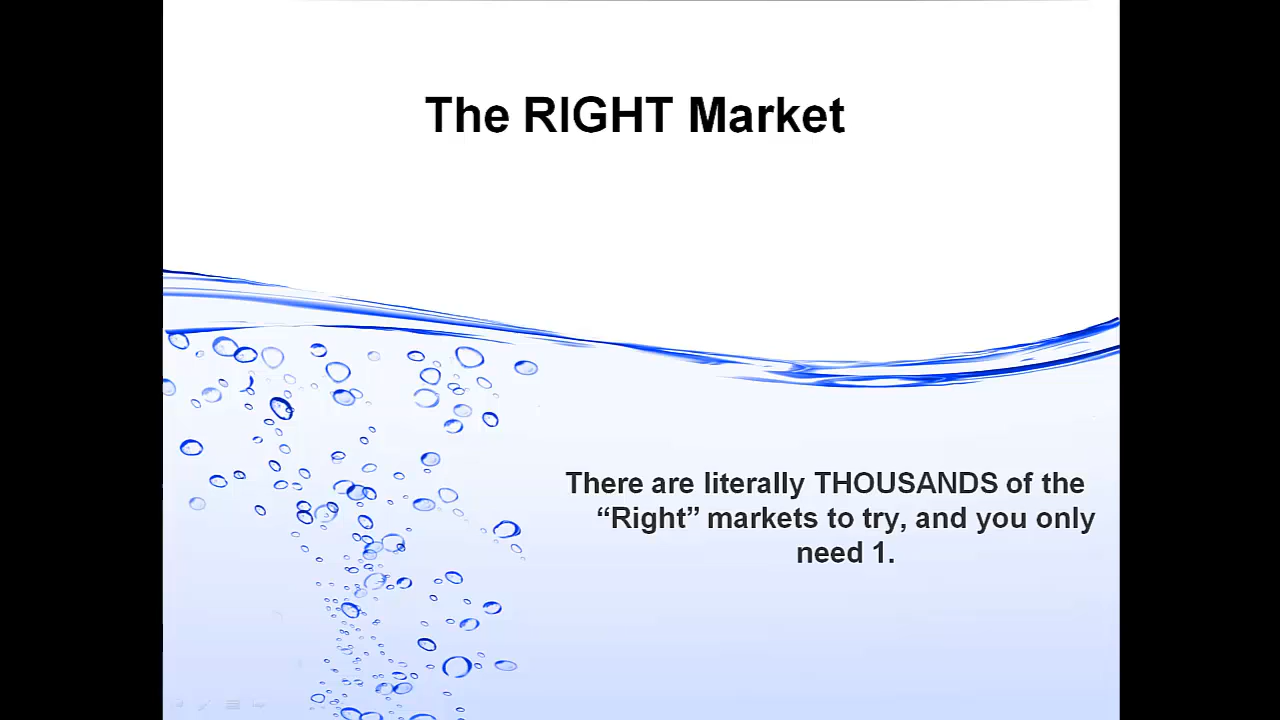 The RIGHT Market
There are literally THOUSANDS of the
“Right” markets to try, and you only
need 1.